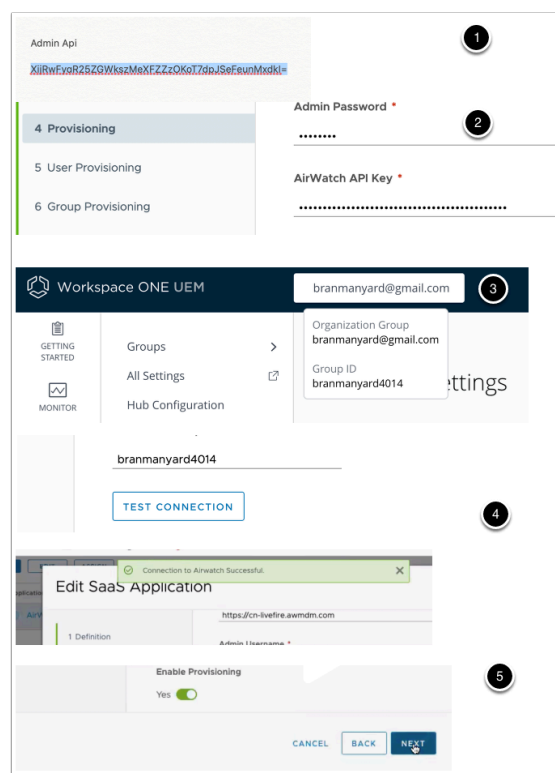 Admin Api
1
XijRwFyoR25ZGWkszMeXFZZzOKoT7dpJSeFeunMxdkI=
Admin Password *
2
4 Provisioning
5 User Provisioning
AirWatch API Key *
6 Group Provisioning
Workspace ONE UEM
branmanyard@gmail.com
3
GETTING
STARTED
MONITOR
Groups
All Settings
Hub Configuration
Organization Group
branmanyard@gmail.com
Group ID
branmanyard4014
ettings
branmanyard4014
TEST CONNECTION
4
Connection to Airwatch Successful.
Edit SaaS Application
https://cn-livefire.awmdm.com
1 Definition
Admin Username *
Enable Provisioning
5
Yes
CANCEL
BACK
NEXT